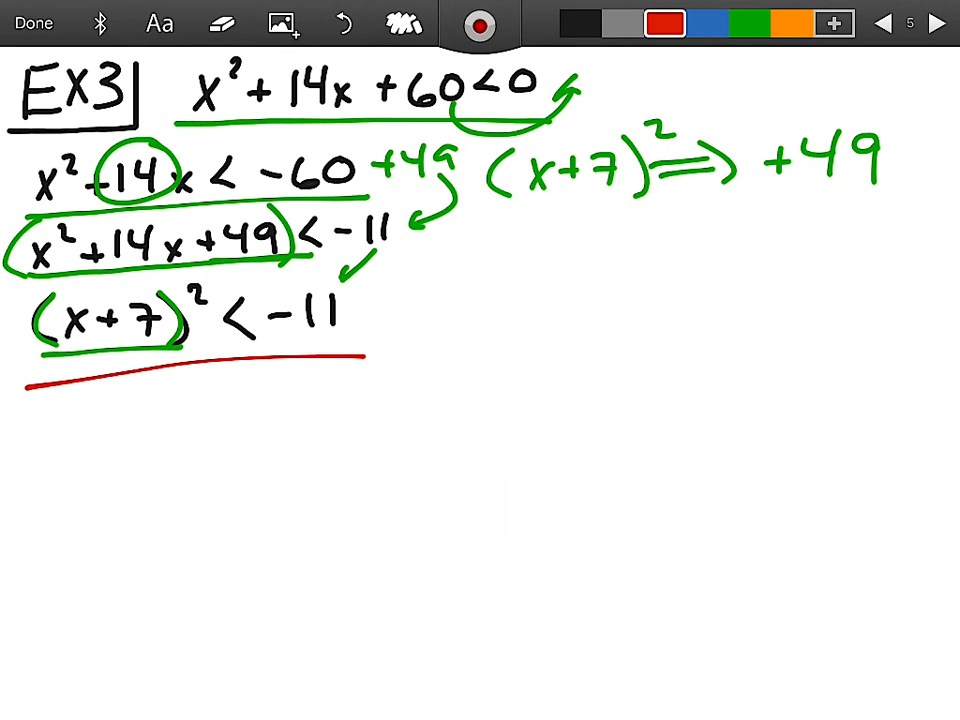 Done Aa 5
EX3 x²+14x+60<0
x²+14x<-60 +49 (x+7)² ⇒ +49
(x²+14x+49)<-11
(x+7)²<-11